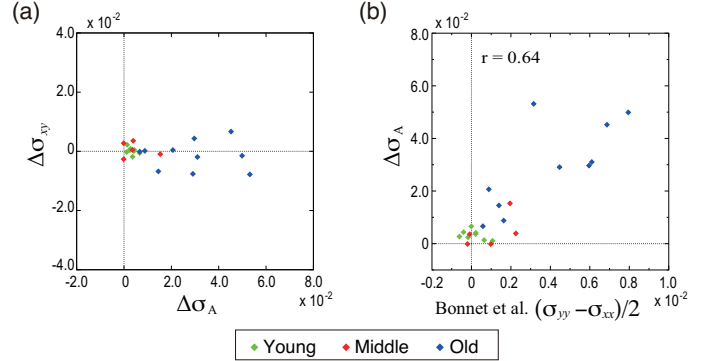 (a)
x 10⁻²
4.0
2.0
0
-2.0
-4.0
Δσxy
-2.0 0 2.0 4.0 6.0 8.0
x 10⁻²
ΔσA
(b)
x 10⁻²
8.0
6.0
4.0
2.0
0
ΔσA
r = 0.64
-0.2 0 0.2 0.4 0.6 0.8 0.1
x 10⁻²
Bonnet et al. (σyy −σxx)/2
Young Middle Old